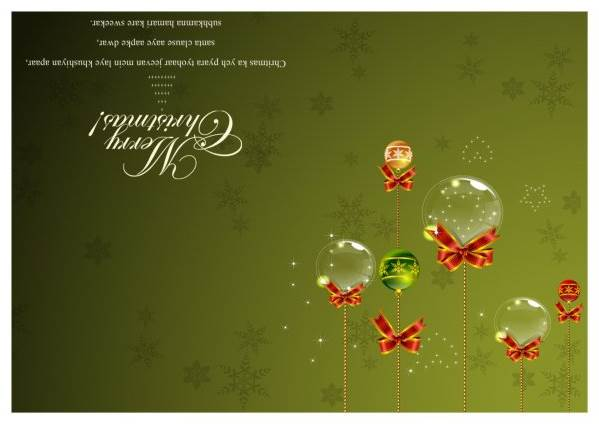 Merry
Christmas!
Chritmas ka yeh pyara tyohaar jeevan mein laye khushiyan apaar,
santa clause aaye aapke dwar,
subhkamna hamari kare sweekar.